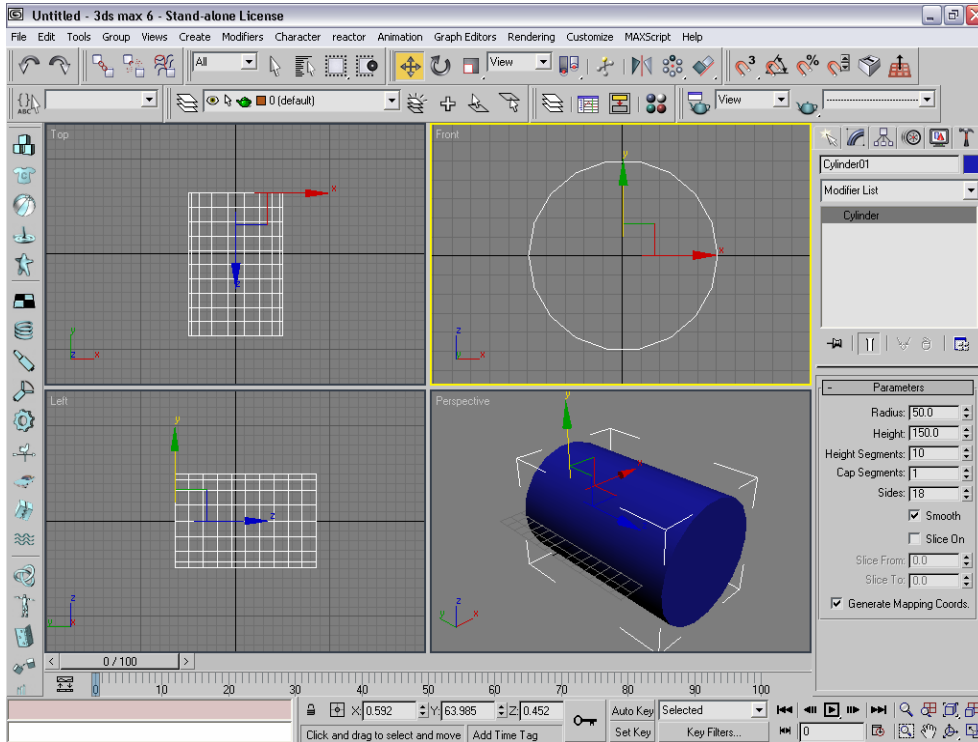 Untitled - 3ds max 6 - Stand-alone License
File Edit Tools Group Views Create Modifiers Character reactor Animation Graph Editors Rendering Customize MAXScript Help
All View
ABC 0 (default) View
Top Front
y
x x
z
y z
z x x
Cylinder01
Modifier List
Cylinder
Left Perspective
y y
x
z
z z
y x y x
- Parameters
Radius: 50.0
Height: 150.0
Height Segments: 10
Cap Segments: 1
Sides: 18
Smooth
Slice On
Slice From: 0.0
Slice To: 0.0
Generate Mapping Coords.
< 0 / 100 >
0 10 20 30 40 50 60 70 80 90 100
X: 0.592 Y: 63.985 Z: 0.452 Auto Key Selected
Click and drag to select and move Add Time Tag Set Key Key Filters... 0